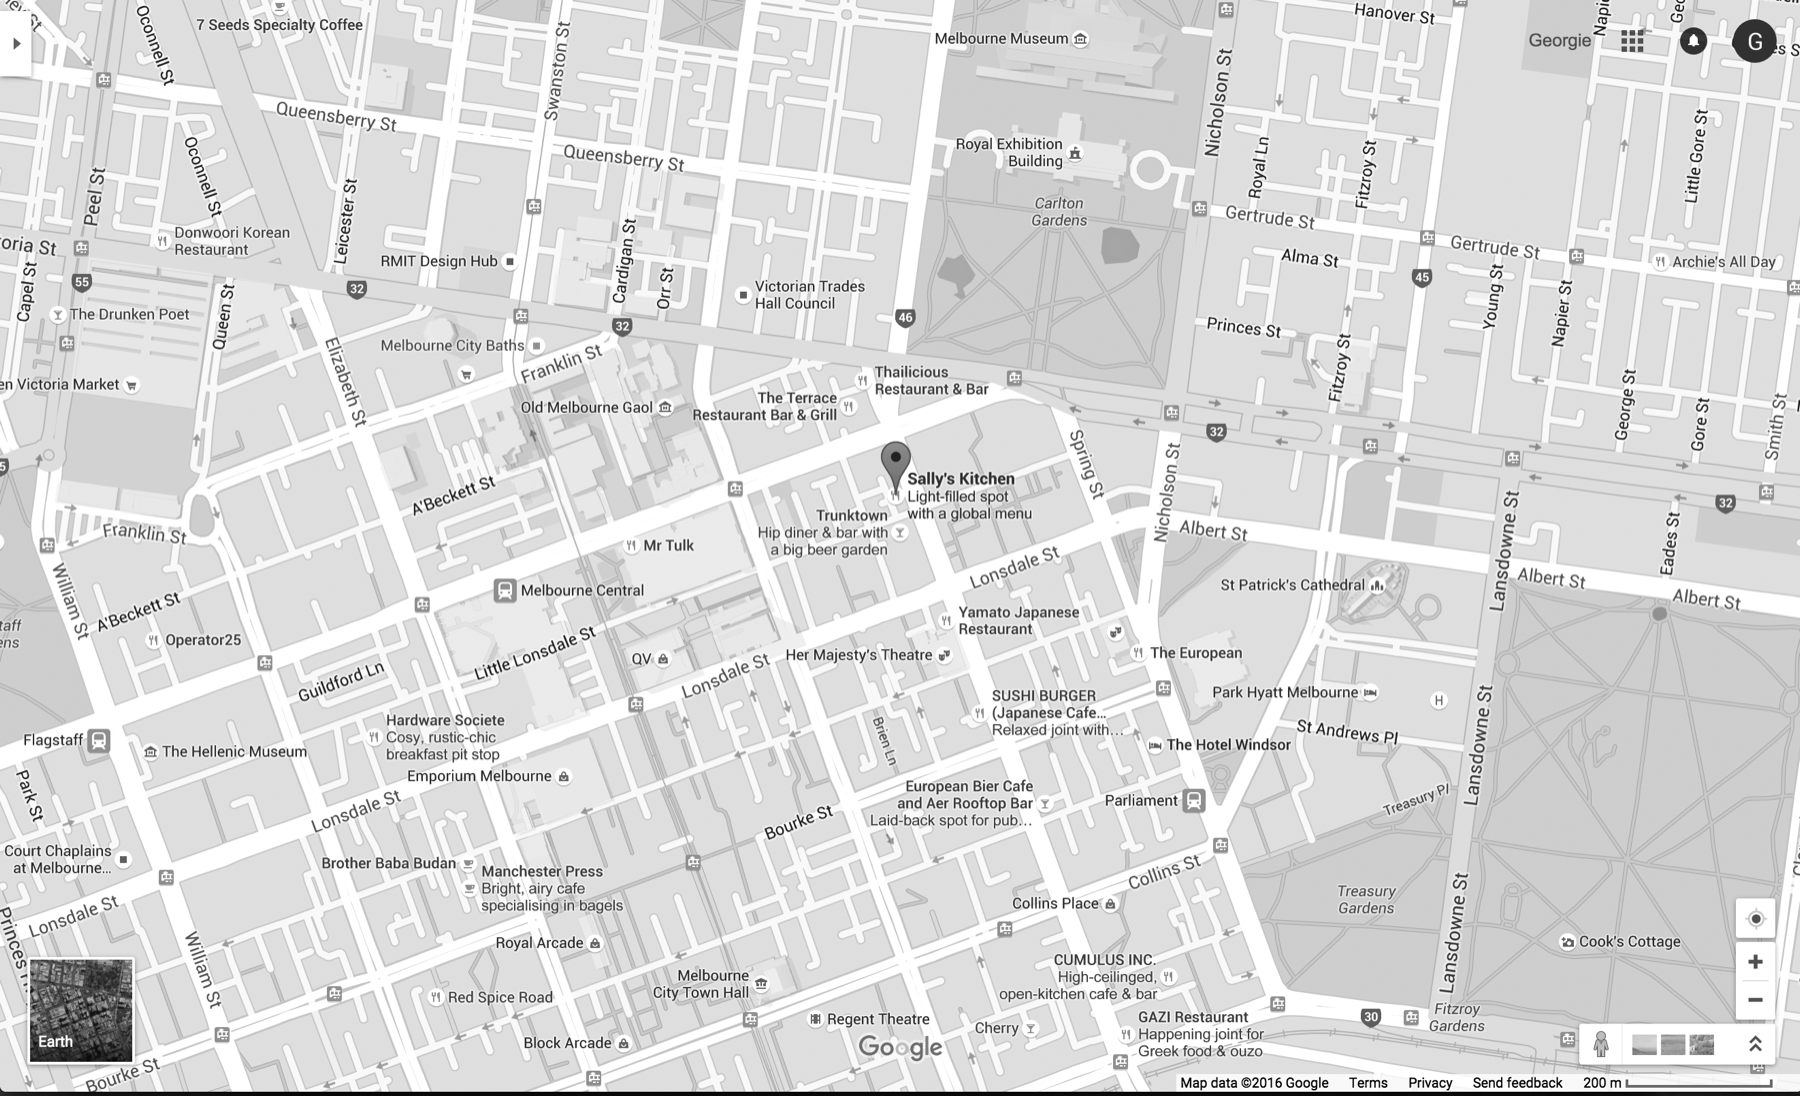 7 Seeds Specialty Coffee
Oconnell St
Swanston St
Melbourne Museum
Hanover St
Georgie
G
Queensberry St
Queensberry St
Nicholson St
Royal Exhibition
Building
Royal Ln
Fitzroy St
Little Gore St
Oconnell St
Peel St
Leicester St
Cardigan St
Orr St
Carlton
Gardens
Gertrude St
Gertrude St
Donwoori Korean
Restaurant
RMIT Design Hub
Alma St
Archie's All Day
Capel St
55
32
Victorian Trades
Hall Council
45
Young St
Napier St
The Drunken Poet
Queen St
32
46
Princes St
Melbourne City Baths
Franklin St
Elizabeth St
Fitzroy St
en Victoria Market
Thailicious
Restaurant & Bar
The Terrace
Restaurant Bar & Grill
Old Melbourne Gaol
32
George St
Gore St
Smith St
Spring St
Nicholson St
Sally's Kitchen
Light-filled spot
with a global menu
A'Beckett St
Trunktown
Hip diner & bar with
a big beer garden
32
Franklin St
Mr Tulk
Albert St
Lansdowne St
Eades St
William St
Melbourne Central
Lonsdale St
St Patrick's Cathedral
Albert St
Albert St
A'Beckett St
Operator25
Yamato Japanese
Restaurant
Little Lonsdale St
QV
Her Majesty's Theatre
The European
Guildford Ln
Lonsdale St
Park Hyatt Melbourne
H
SUSHI BURGER
(Japanese Cafe...
Relaxed joint with...
Lansdowne St
Hardware Societe
Cosy, rustic-chic
breakfast pit stop
Flagstaff
The Hellenic Museum
Brien Ln
St Andrews Pl
The Hotel Windsor
Emporium Melbourne
Park St
European Bier Cafe
and Aer Rooftop Bar
Laid-back spot for pub...
Parliament
Treasury Pl
Lonsdale St
Bourke St
Court Chaplains
at Melbourne...
Brother Baba Budan
Manchester Press
Bright, airy cafe
specialising in bagels
Collins St
Treasury
Gardens
Lansdowne St
Collins Place
Lonsdale St
William St
Royal Arcade
Cook's Cottage
Melbourne
City Town Hall
CUMULUS INC.
High-ceilinged,
open-kitchen cafe & bar
Red Spice Road
Regent Theatre
Cherry
GAZI Restaurant
Happening joint for
Greek food & ouzo
30
Fitzroy
Gardens
Earth
Block Arcade
Google
Bourke St
Map data ©2016 Google
Terms
Privacy
Send feedback
200 m